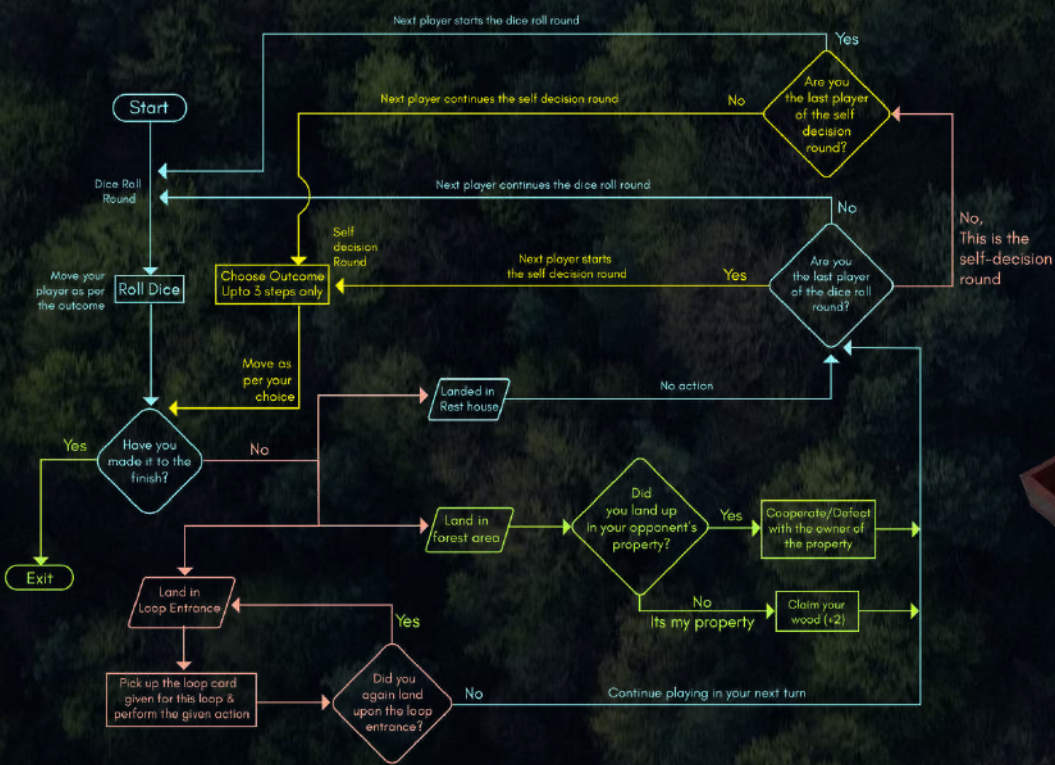 Next player starts the dice roll round
Yes
Are you
the last player
of the self
decision
round?
Next player continues the self decision round
No
Start
Dice Roll
Round
Next player continues the dice roll round
No
No,
This is the
self-decision
round
Self
decision
Round
Next player starts
the self decision round
Yes
Are you
the last player
of the dice roll
round?
Move your
player as per
the outcome
Roll Dice
Choose Outcome
Upto 3 steps only
Move as
per your
choice
Landed in
Rest house
No action
Yes
Have you
made it to the
finish?
No
Land in
forest area
Did
you land up
in your opponent's
property?
Yes
Cooperate/Defect
with the owner of
the property
Exit
Land in
Loop Entrance
No
Its my property
Claim your
wood (+2)
Yes
Pick up the loop card
given for this loop &
perform the given action
Did you
again land
upon the loop
entrance?
No
Continue playing in your next turn